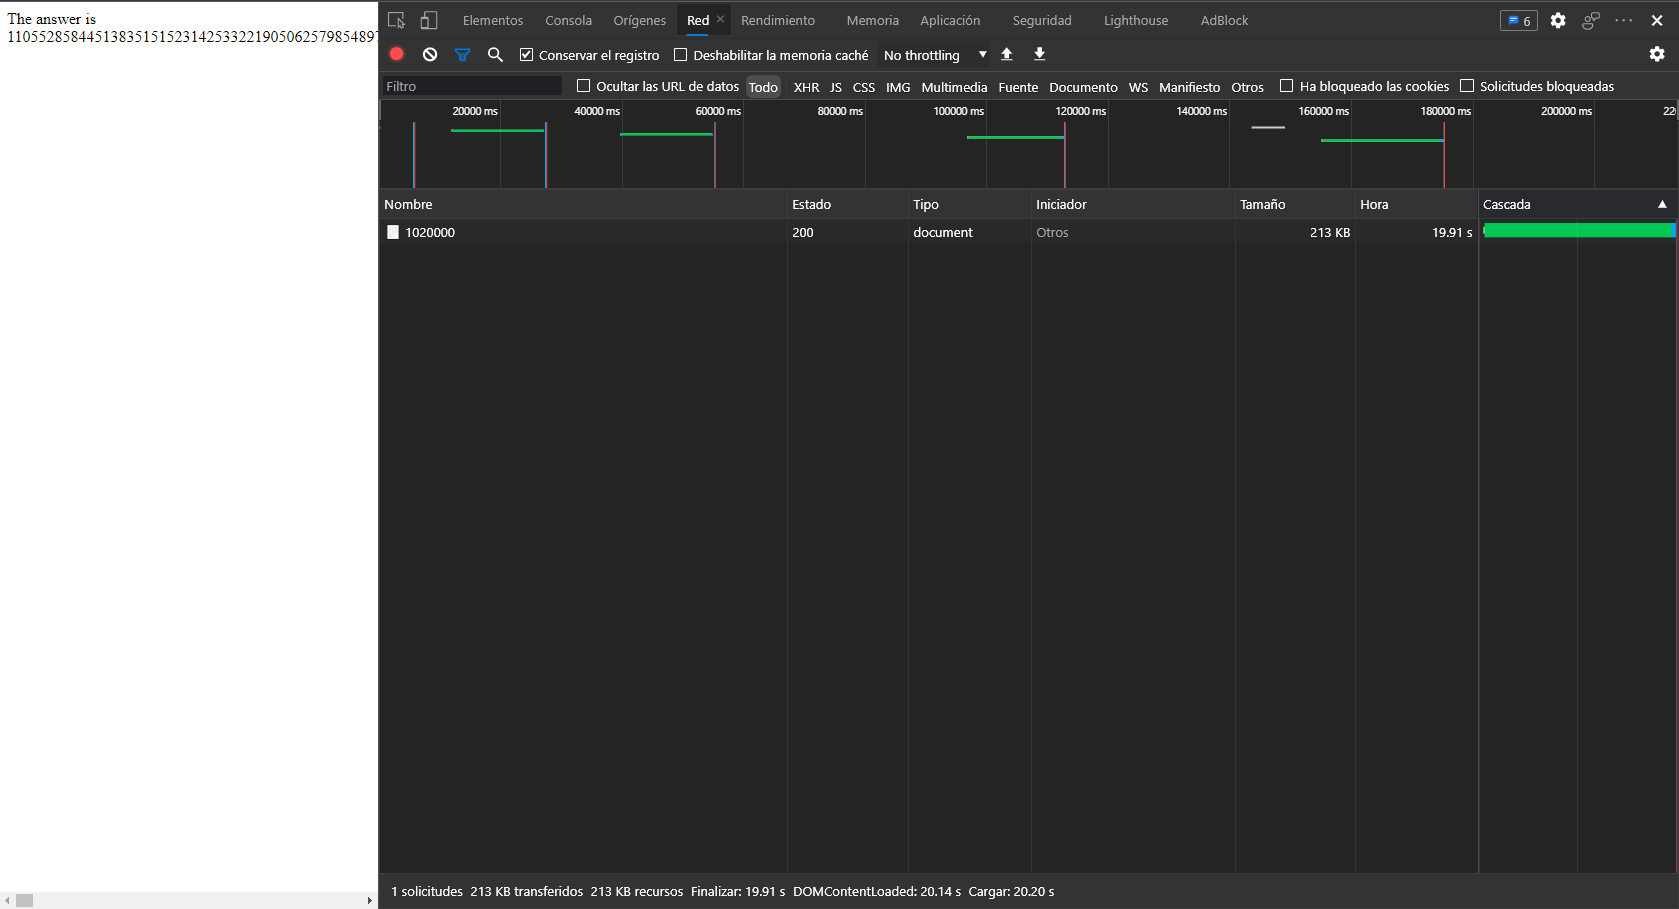 The answer is
Elementos Consola Orígenes Red × Rendimiento Memoria Aplicación Seguridad Lighthouse AdBlock 6
Conservar el registro Deshabilitar la memoria caché No throttling
Filtro Ocultar las URL de datos Todo XHR JS CSS IMG Multimedia Fuente Documento WS Manifiesto Otros Ha bloqueado las cookies Solicitudes bloqueadas
20000 ms 40000 ms 60000 ms 80000 ms 100000 ms 120000 ms 140000 ms 160000 ms 180000 ms 200000 ms
Nombre Estado Tipo Iniciador Tamaño Hora Cascada
1020000 200 document Otros 213 KB 19.91 s
1 solicitudes 213 KB transferidos 213 KB recursos Finalizar: 19.91 s DOMContentLoaded: 20.14 s Cargar: 20.20 s